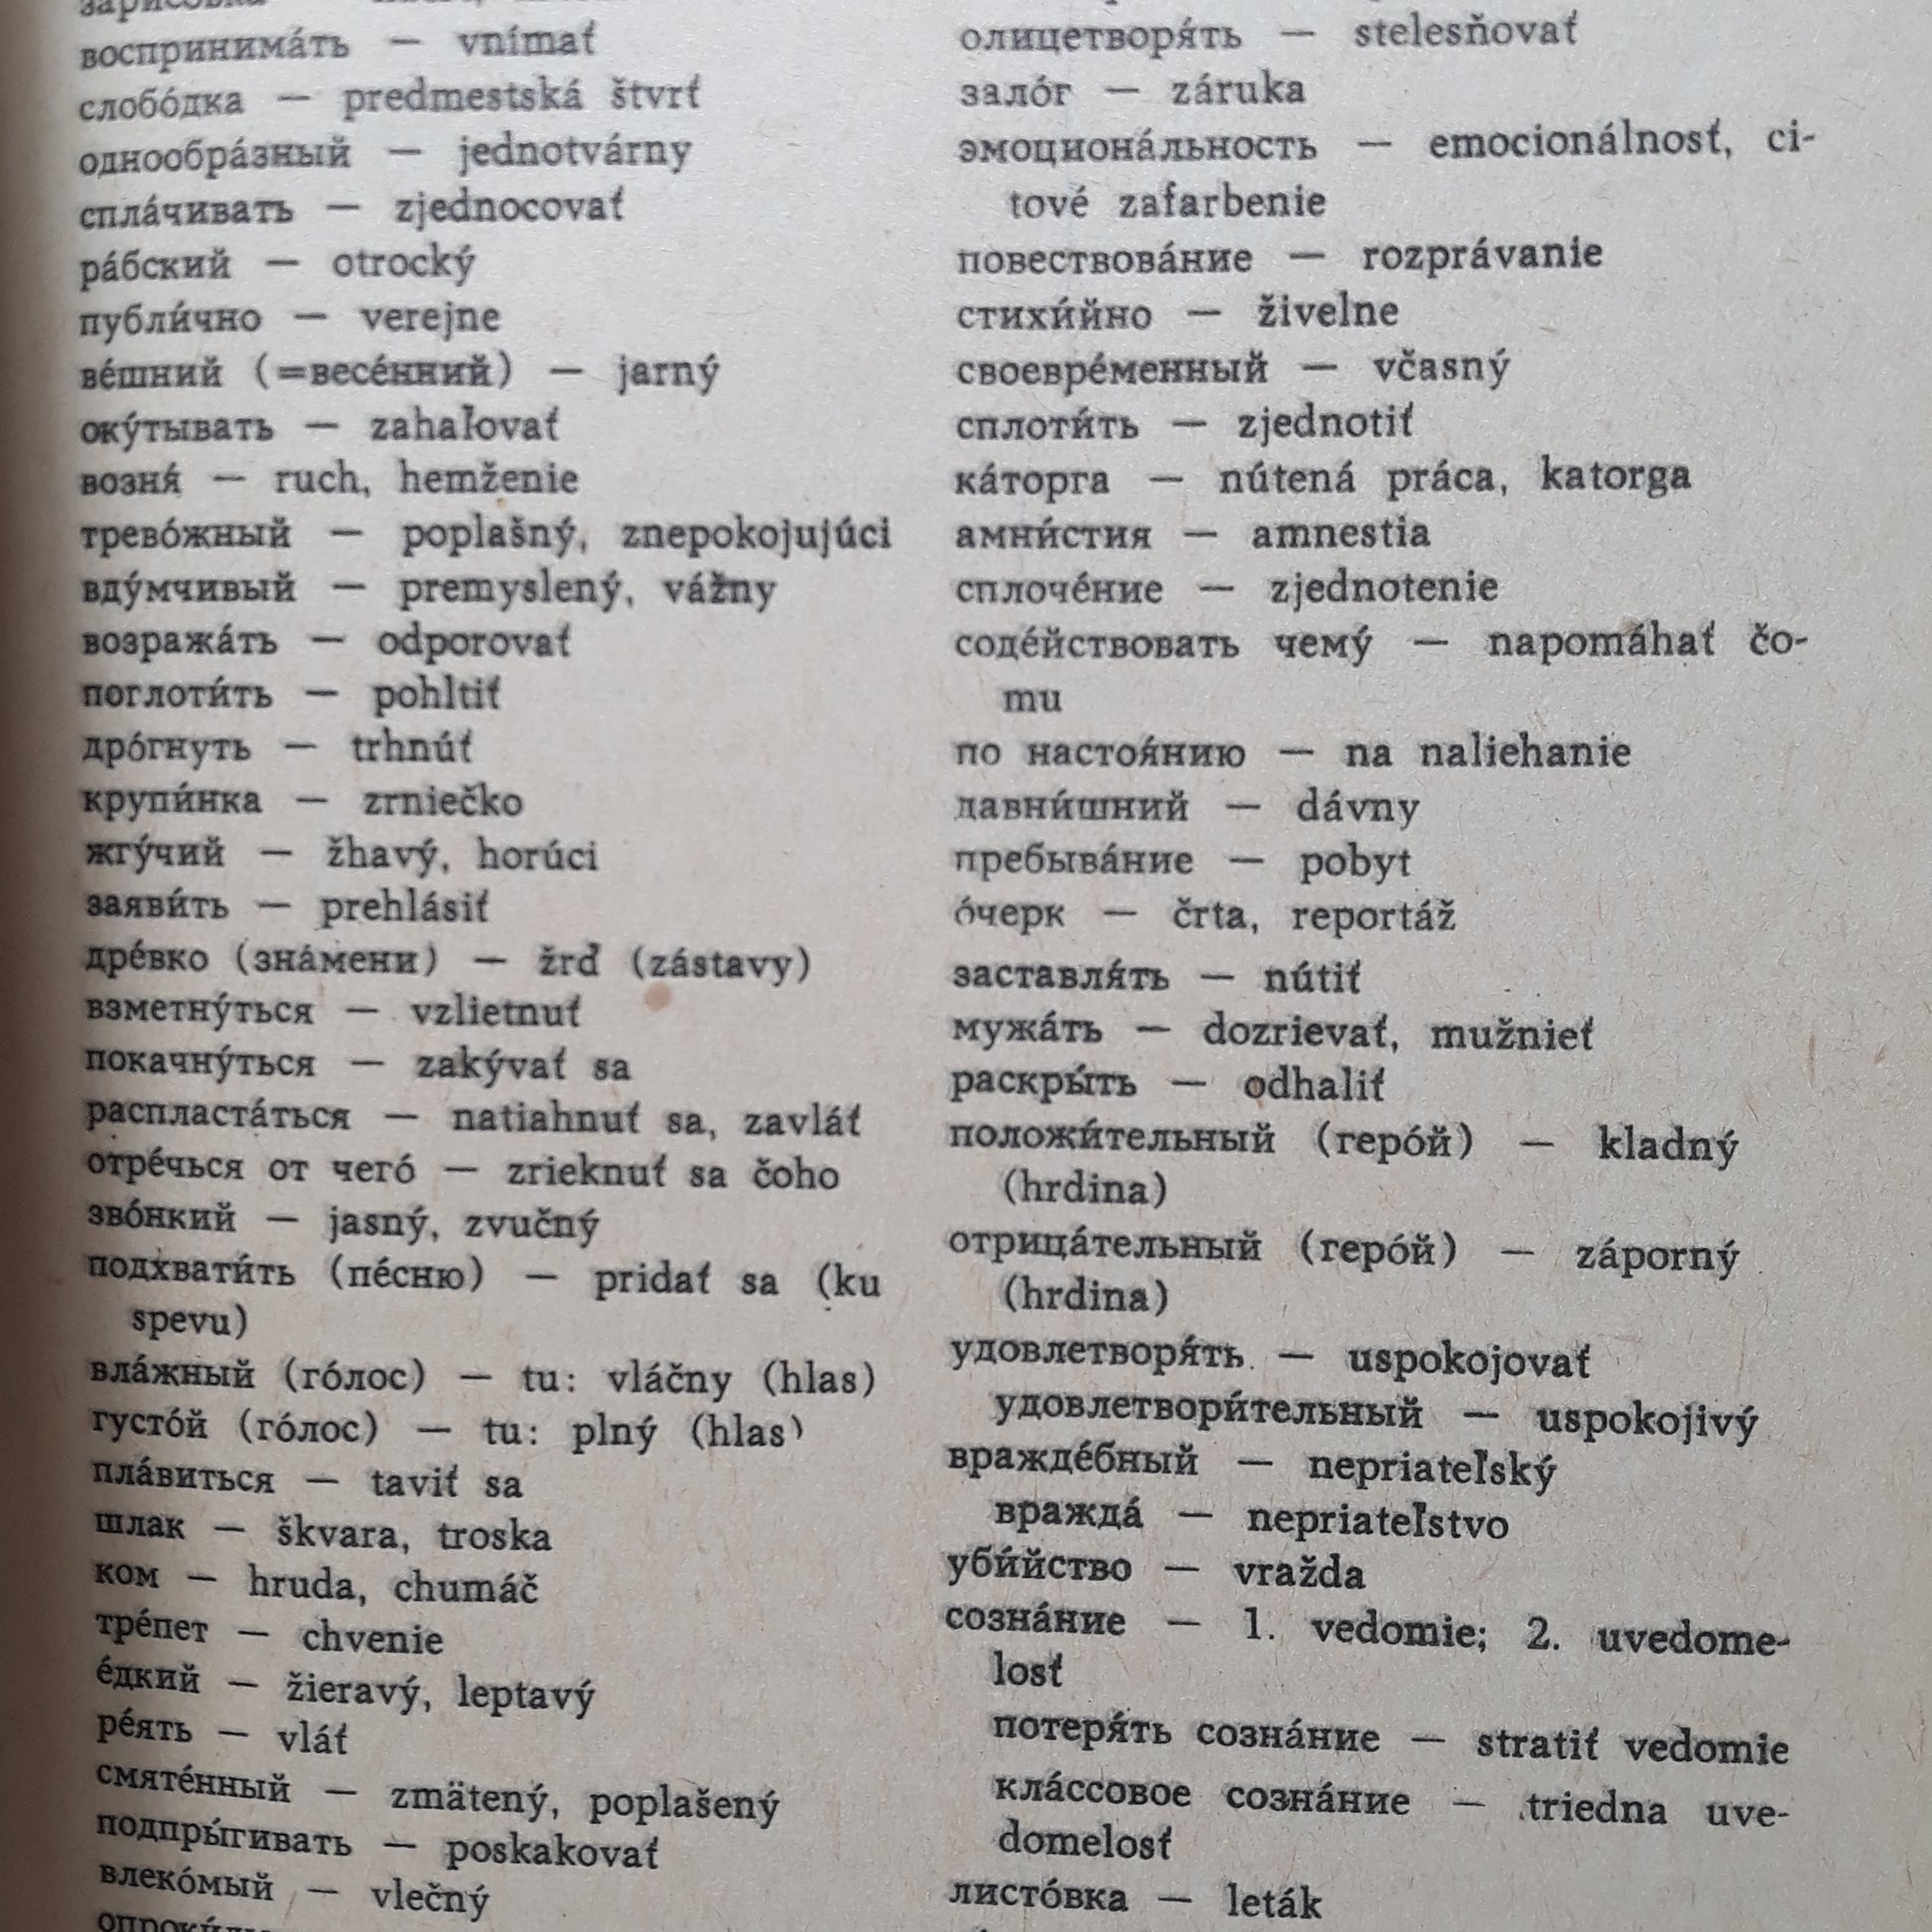 воспринима́ть — vnímať
слобо́дка — predmestská štvrť
однообра́зный — jednotvárny
спла́чивать — zjednocovať
ра́бский — otrocký
публи́чно — verejne
ве́шний (=весе́нний) — jarný
оку́тывать — zahaľovať
возня́ — ruch, hemženie
трево́жный — poplašný, znepokojujúci
вду́мчивый — premyslený, vážny
возража́ть — odporovať
поглоти́ть — pohltiť
дро́гнуть — trhnúť
крупи́нка — zrniečko
жгу́чий — žhavý, horúci
заяви́ть — prehlásiť
дре́вко (зна́мени) — žrď (zástavy)
взметну́ться — vzlietnuť
покачну́ться — zakývať sa
распласта́ться — natiahnuť sa, zavláť
отре́чься от чего́ — zrieknuť sa čoho
зво́нкий — jasný, zvučný
подхвати́ть (пе́сню) — pridať sa (ku
spevu)
вла́жный (го́лос) — tu: vláčny (hlas)
густо́й (го́лос) — tu: plný (hlas)
пла́виться — taviť sa
шлак — škvara, troska
ком — hruda, chumáč
тре́пет — chvenie
е́дкий — žieravý, leptavý
ре́ять — vláť
смяте́нный — zmätený, poplašený
подпры́гивать — poskakovať
влеко́мый — vlečný
олицетворя́ть — stelesňovať
зало́г — záruka
эмоциона́льность — emocionálnosť, ci-
tové zafarbenie
повествова́ние — rozprávanie
стихи́йно — živelne
своевре́менный — včasný
сплоти́ть — zjednotiť
ка́торга — nútená práca, katorga
амни́стия — amnestia
сплоче́ние — zjednotenie
соде́йствовать чему́ — napomáhať čo-
mu
по настоя́нию — na naliehanie
давни́шний — dávny
пребыва́ние — pobyt
о́черк — črta, reportáž
заставля́ть — nútiť
мужа́ть — dozrievať, mužnieť
раскры́ть — odhaliť
положи́тельный (геро́й) — kladný
(hrdina)
отрица́тельный (геро́й) — záporný
(hrdina)
удовлетворя́ть — uspokojovať
удовлетвори́тельный — uspokojivý
вражде́бный — nepriateľský
вражда́ — nepriateľstvo
уби́йство — vražda
созна́ние — 1. vedomie; 2. uvedome-
losť
потеря́ть созна́ние — stratiť vedomie
кла́ссовое созна́ние — triedna uve-
domelosť
листо́вка — leták